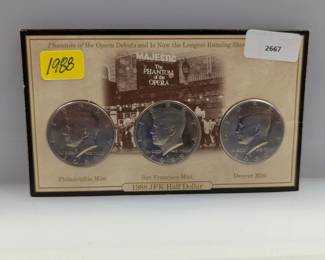 Phantom of the Opera Debuts and Is Now the Longest Running Show
2667
1988
MAJESTIC
The
PHANTOM
of the
OPERA
Philadelphia Mint
San Francisco Mint
Denver Mint
1988 JFK Half Dollar